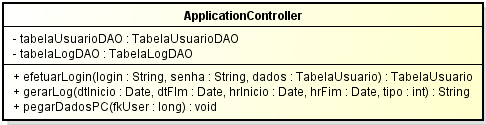 ApplicationController
- tabelaUsuarioDAO : TabelaUsuarioDAO
- tabelaLogDAO : TabelaLogDAO
+ efetuarLogin(login : String, senha : String, dados : TabelaUsuario) : TabelaUsuario
+ gerarLog(dtInicio : Date, dtFIm : Date, hrInicio : Date, hrFim : Date, tipo : int) : String
+ pegarDadosPC(fkUser : long) : void